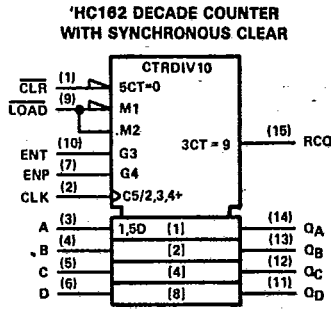 'HC162 DECADE COUNTER
WITH SYNCHRONOUS CLEAR
CTRDIV10
CLR (1) 5CT=0
LOAD (9) M1
M2
ENT (10) G3 3CT = 9 (15) RCO
ENP (7) G4
CLK (2) C5/2,3,4+
A (3) 1,5D [1] (14) QA
B (4) [2] (13) QB
C (5) [4] (12) QC
D (6) [8] (11) QD